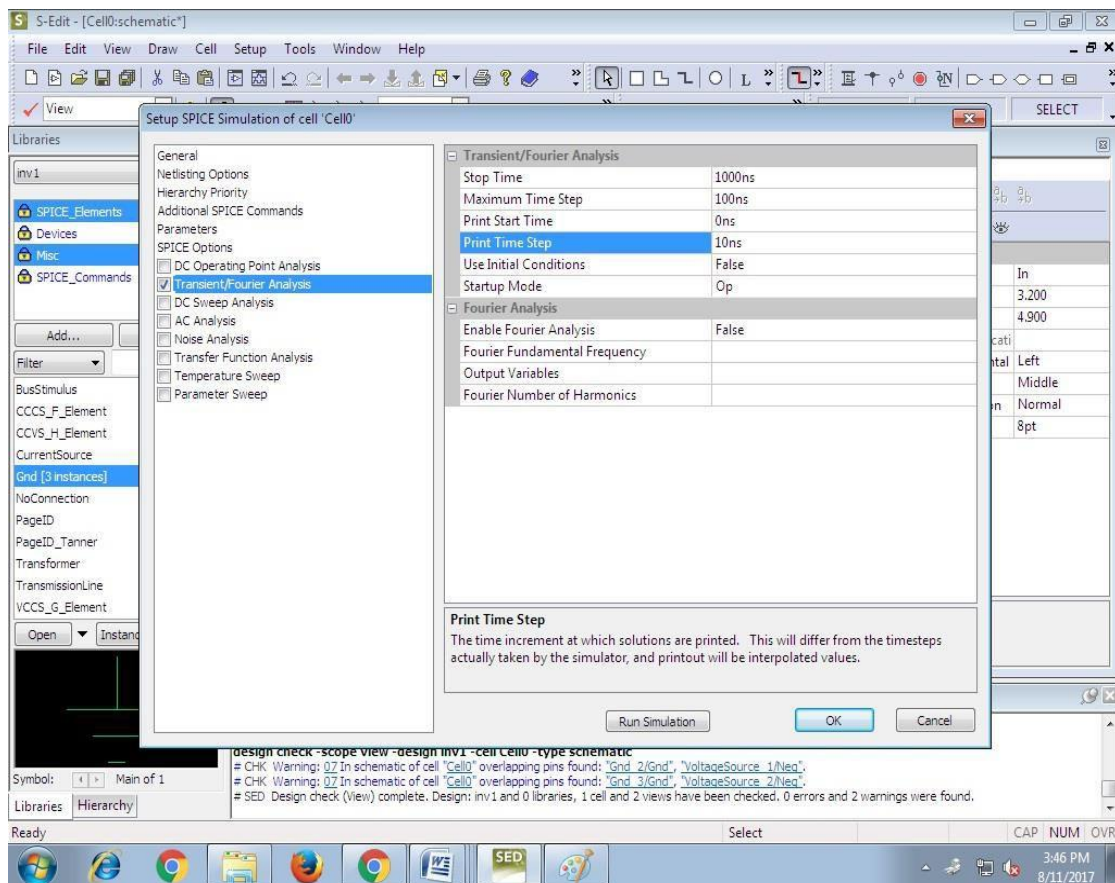 S-Edit - [Cell0:schematic*]
File Edit View Draw Cell Setup Tools Window Help
View
SELECT
Setup SPICE Simulation of cell 'Cell0'
Libraries
inv1
SPICE_Elements
Devices
Misc
SPICE_Commands
Add...
Filter
BusStimulus
CCCS_F_Element
CCVS_H_Element
CurrentSource
Gnd [3 instances]
NoConnection
PageID
PageID_Tanner
Transformer
TransmissionLine
VCCS_G_Element
Open
Instanc
Symbol: Main of 1
Libraries Hierarchy
General
Netlisting Options
Hierarchy Priority
Additional SPICE Commands
Parameters
SPICE Options
DC Operating Point Analysis
Transient/Fourier Analysis
DC Sweep Analysis
AC Analysis
Noise Analysis
Transfer Function Analysis
Temperature Sweep
Parameter Sweep
Transient/Fourier Analysis
Stop Time 1000ns
Maximum Time Step 100ns
Print Start Time 0ns
Print Time Step 10ns
Use Initial Conditions False
Startup Mode Op
Fourier Analysis
Enable Fourier Analysis False
Fourier Fundamental Frequency
Output Variables
Fourier Number of Harmonics
Print Time Step
The time increment at which solutions are printed. This will differ from the timesteps
actually taken by the simulator, and printout will be interpolated values.
Run Simulation OK Cancel
In
3.200
4.900
cati
ntal Left
Middle
on Normal
8pt
design check -scope view -design inv1 -cell Cell0 -type schematic
# CHK Warning: 07 In schematic of cell "Cell0" overlapping pins found: "Gnd_2/Gnd", "VoltageSource_1/Neg".
# CHK Warning: 07 In schematic of cell "Cell0" overlapping pins found: "Gnd_3/Gnd", "VoltageSource_2/Neg".
# SED Design check (View) complete. Design: inv1 and 0 libraries, 1 cell and 2 views have been checked. 0 errors and 2 warnings were found.
Ready Select CAP NUM OVR
SED
3:46 PM
8/11/2017